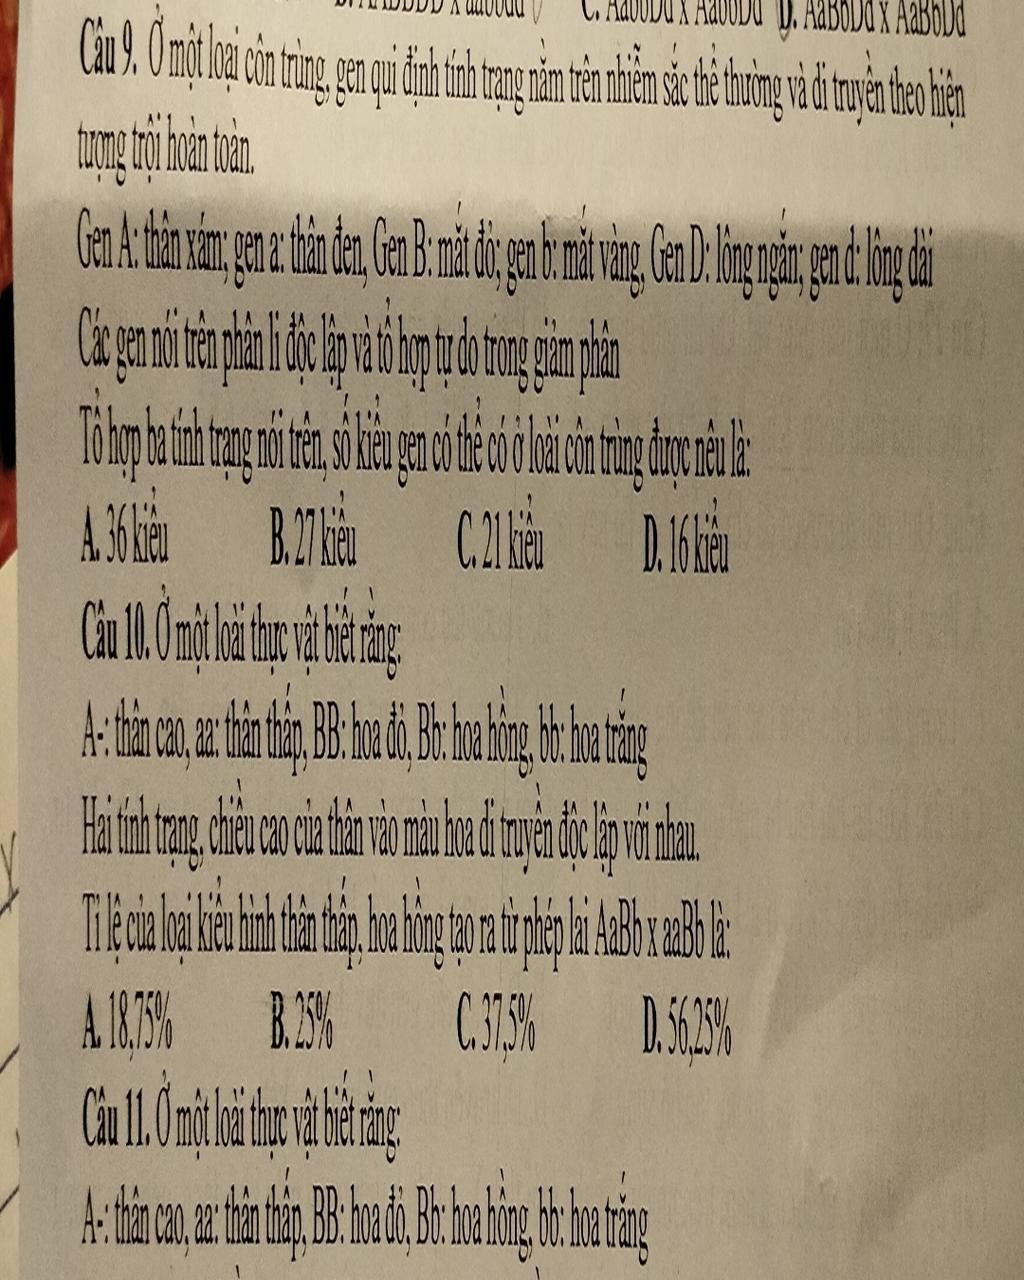 B. AABBDD x aabbdd C. AabbDd x AabbDd D. AaBbDd x AaBbDd
Câu 9. Ở một loại côn trùng, gen qui định tính trạng nằm trên nhiễm sắc thể thường và di truyền theo hiện
tượng trội hoàn toàn.
Gen A: thân xám; gen a: thân đen, Gen B: mắt đỏ; gen b: mắt vàng, Gen D: lông ngắn; gen d: lông dài
Các gen nói trên phân li độc lập và tổ hợp tự do trong giảm phân
Tổ hợp ba tính trạng nói trên, số kiểu gen có thể có ở loài côn trùng được nêu là:
A. 36 kiểu B. 27 kiểu C. 21 kiểu D. 16 kiểu
Câu 10. Ở một loài thực vật biết rằng:
A-: thân cao, aa: thân thấp, BB: hoa đỏ, Bb: hoa hồng, bb: hoa trắng
Hai tính trạng, chiều cao của thân vào màu hoa di truyền độc lập với nhau.
Tỉ lệ của loại kiểu hình thân thấp, hoa hồng tạo ra từ phép lai AaBb x aaBb là:
A. 18,75% B. 25% C. 37,5% D. 56,25%
Câu 11. Ở một loài thực vật biết rằng:
A-: thân cao, aa: thân thấp, BB: hoa đỏ, Bb: hoa hồng, bb: hoa trắng